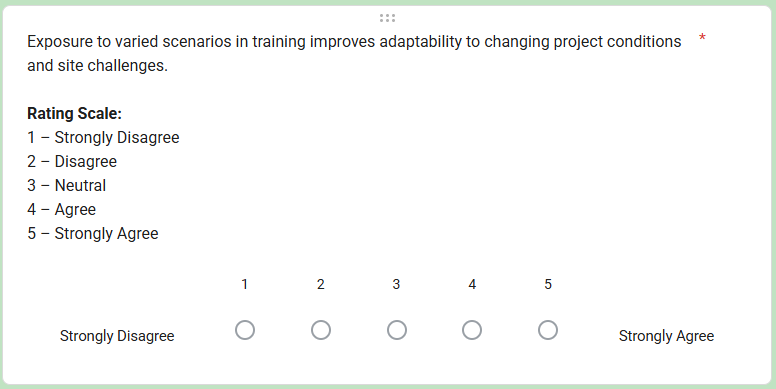 Exposure to varied scenarios in training improves adaptability to changing project conditions *
and site challenges.
Rating Scale:
1 – Strongly Disagree
2 – Disagree
3 – Neutral
4 – Agree
5 – Strongly Agree
1 2 3 4 5
Strongly Disagree Strongly Agree